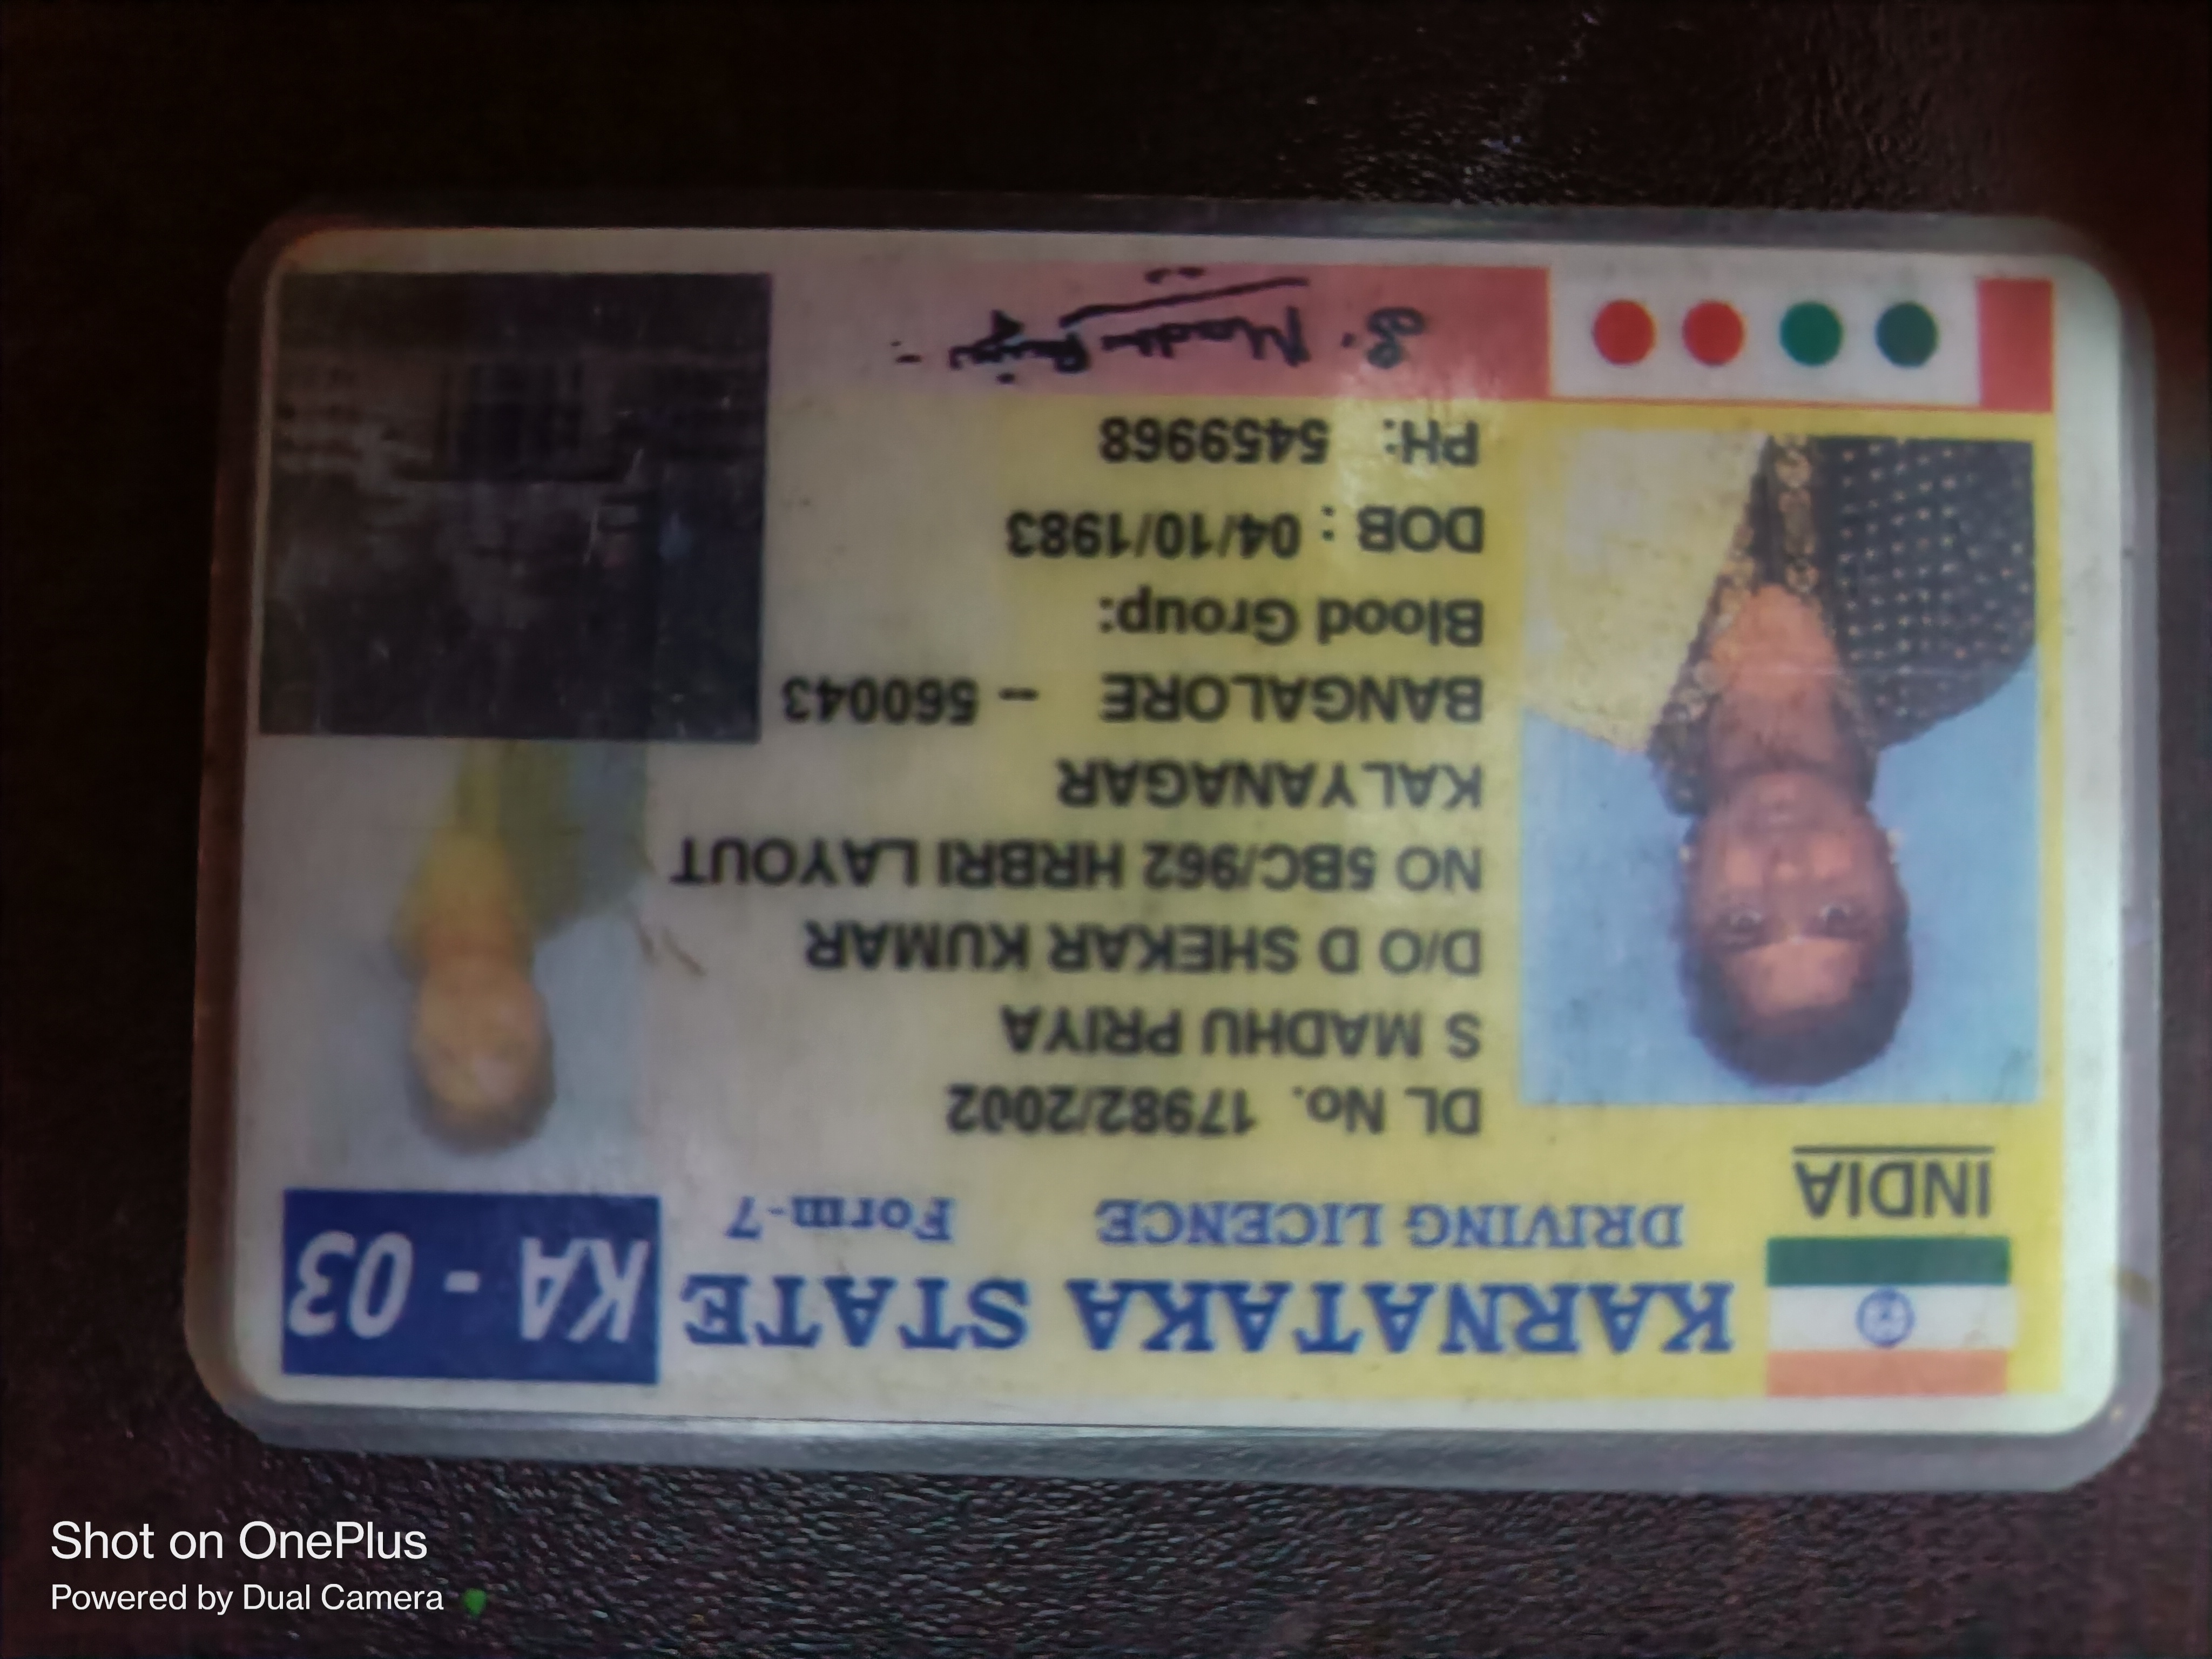 INDIA
KARNATAKA STATE
KA - 03
DRIVING LICENCE Form-7
DL No. 17982/2002
S MADHU PRIYA
D/O D SHEKAR KUMAR
NO 5BC/962 HRBRI LAYOUT
KALYANAGAR
BANGALORE - 560043
Blood Group:
DOB : 04/10/1983
PH: 5459968
S. Madhu Priya
Shot on OnePlus
Powered by Dual Camera